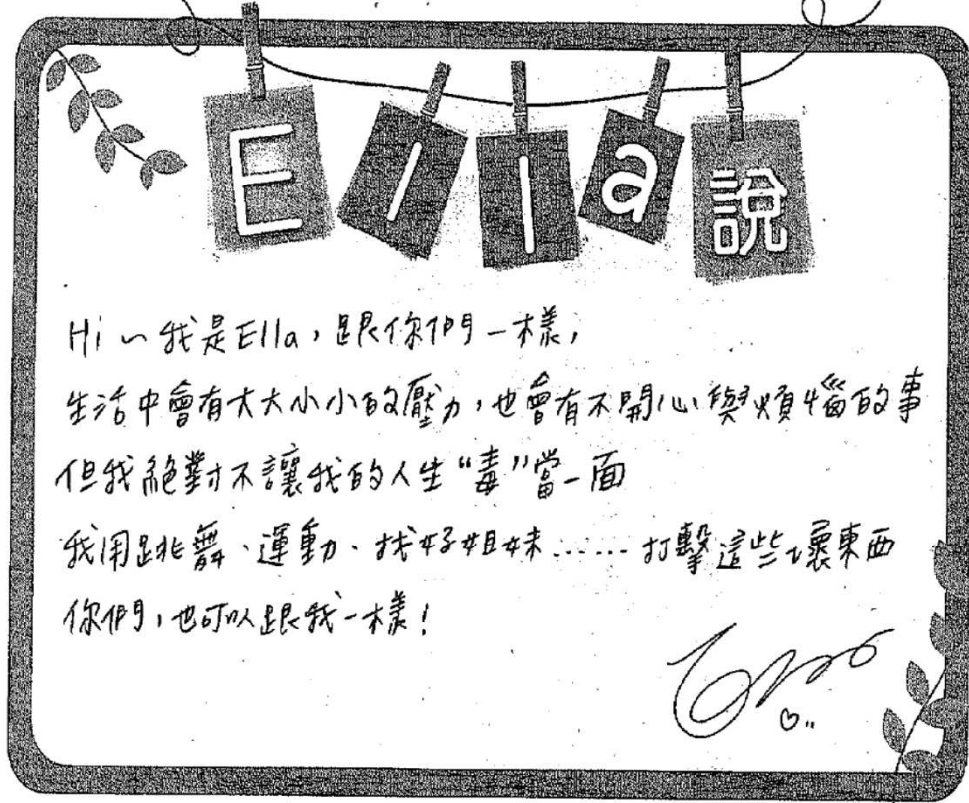 Ella說
Hi～我是Ella，跟你們一樣，
生活中會有大大小小的壓力，也會有不開心與煩惱的事
但我絕對不讓我的人生“毒”當一面
我用跳舞、運動、找好姐妹……打擊這些壞東西
你們，也可以跟我一樣！
Ella